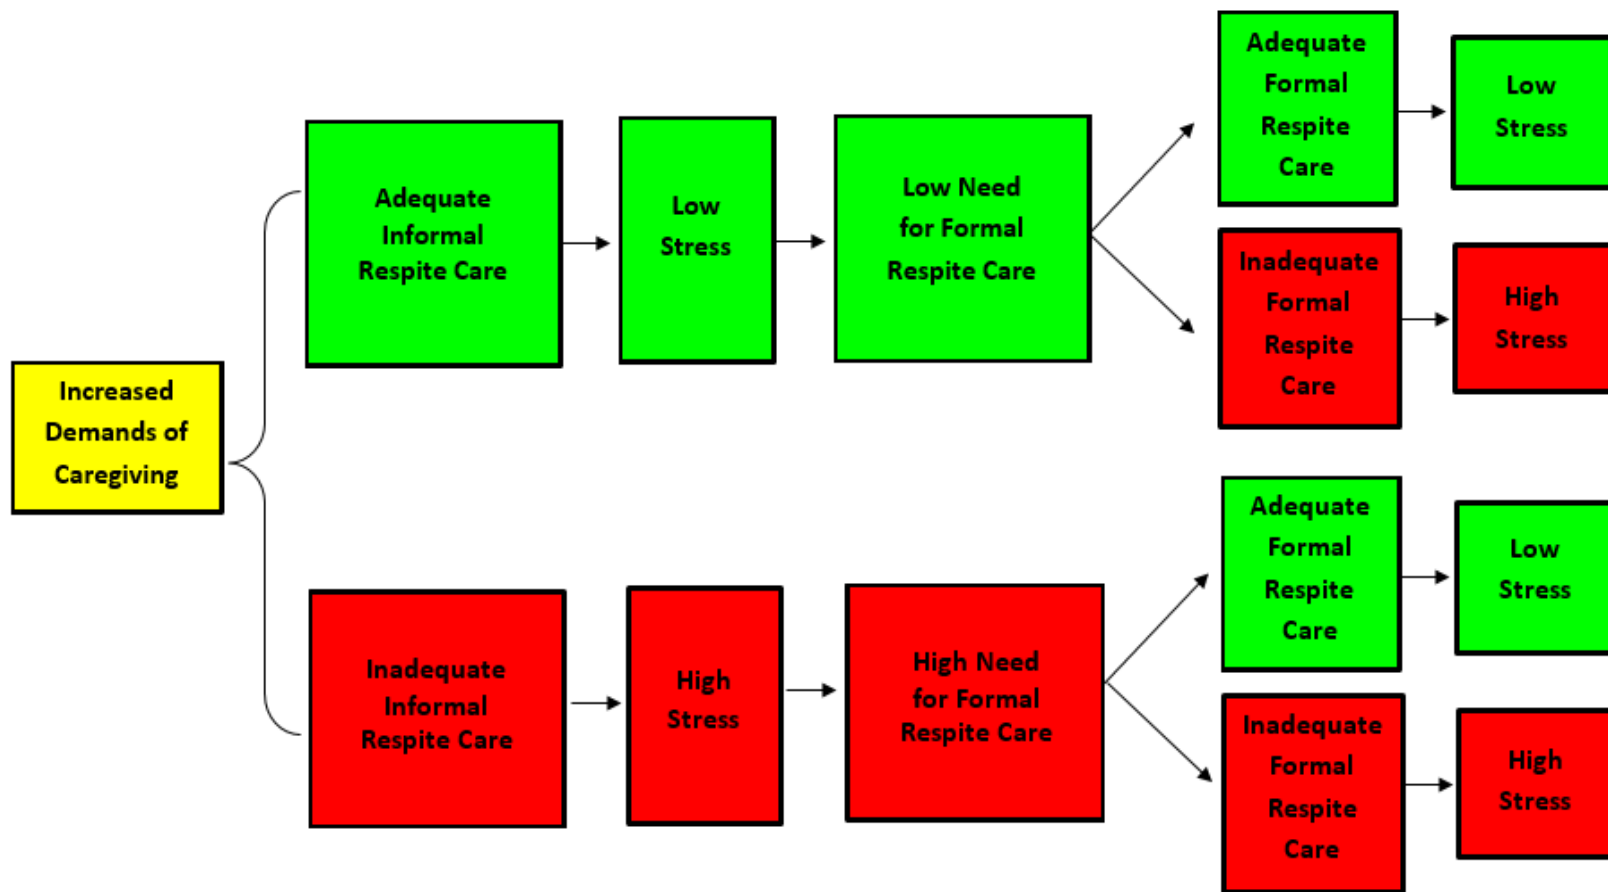 Increased
Demands of
Caregiving
Adequate
Informal
Respite Care
Low
Stress
Low Need
for Formal
Respite Care
Adequate
Formal
Respite
Care
Low
Stress
Inadequate
Formal
Respite
Care
High
Stress
Inadequate
Informal
Respite Care
High
Stress
High Need
for Formal
Respite Care
Adequate
Formal
Respite
Care
Low
Stress
Inadequate
Formal
Respite
Care
High
Stress